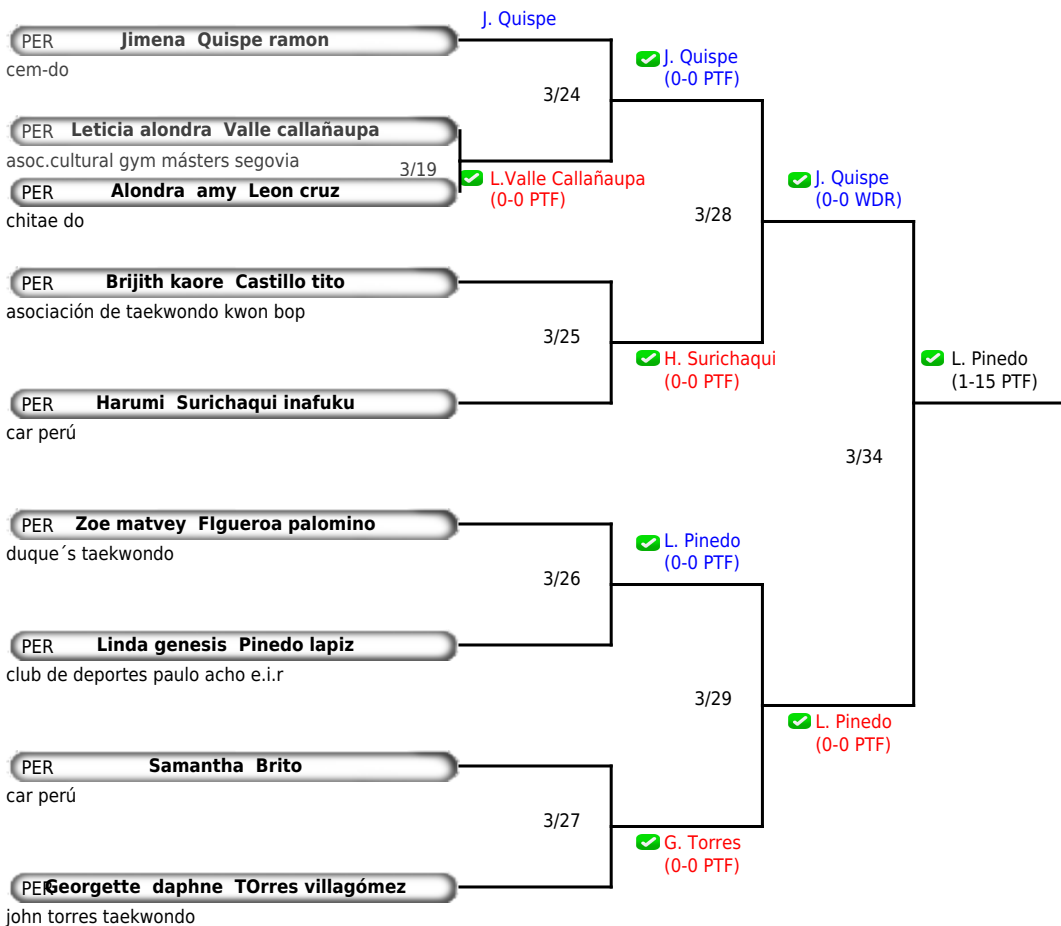 J. Quispe
PER Jimena Quispe ramon
cem-do
J. Quispe
(0-0 PTF)
3/24
PER Leticia alondra Valle callañaupa
asoc.cultural gym másters segovia
3/19
L.Valle Callañaupa
(0-0 PTF)
PER Alondra amy Leon cruz
chitae do
J. Quispe
(0-0 WDR)
3/28
PER Brijith kaore Castillo tito
asociación de taekwondo kwon bop
3/25
H. Surichaqui
(0-0 PTF)
L. Pinedo
(1-15 PTF)
PER Harumi Surichaqui inafuku
car perú
3/34
PER Zoe matvey FIgueroa palomino
duque´s taekwondo
L. Pinedo
(0-0 PTF)
3/26
PER Linda genesis Pinedo lapiz
club de deportes paulo acho e.i.r
3/29
L. Pinedo
(0-0 PTF)
PER Samantha Brito
car perú
3/27
G. Torres
(0-0 PTF)
PER Georgette daphne TOrres villagómez
john torres taekwondo